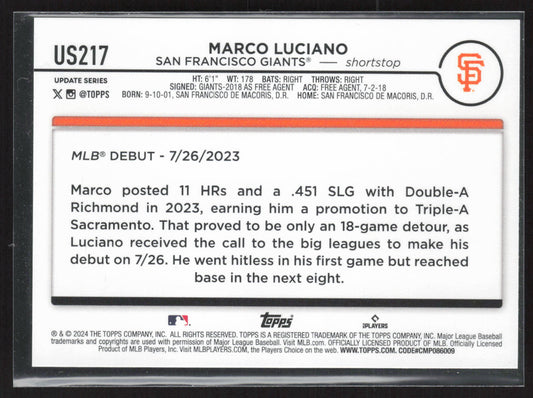 US217
MARCO LUCIANO
SAN FRANCISCO GIANTS® — shortstop
SF
UPDATE SERIES
X @TOPPS
HT: 6'1" WT: 178 BATS: RIGHT THROWS: RIGHT
SIGNED: GIANTS-2018 AS FREE AGENT ACQ: FREE AGENT, 7-2-18
BORN: 9-10-01, SAN FRANCISCO DE MACORIS, D.R. HOME: SAN FRANCISCO DE MACORIS, D.R.
MLB® DEBUT - 7/26/2023
Marco posted 11 HRs and a .451 SLG with Double-A
Richmond in 2023, earning him a promotion to Triple-A
Sacramento. That proved to be only an 18-game detour, as
Luciano received the call to the big leagues to make his
debut on 7/26. He went hitless in his first game but reached
base in the next eight.
Topps
PLAYERS
® & © 2024 THE TOPPS COMPANY, INC. ALL RIGHTS RESERVED. TOPPS IS A REGISTERED TRADEMARK OF THE TOPPS COMPANY, INC. Major League Baseball
trademarks and copyrights are used with permission of Major League Baseball. Visit MLB.com. OFFICIALLY LICENSED PRODUCT OF MLB. Officially Licensed
Product of MLB Players, Inc. Visit MLBPLAYERS.com, the Players Choice on the web. WWW.TOPPS.COM. CODE#CMP086009